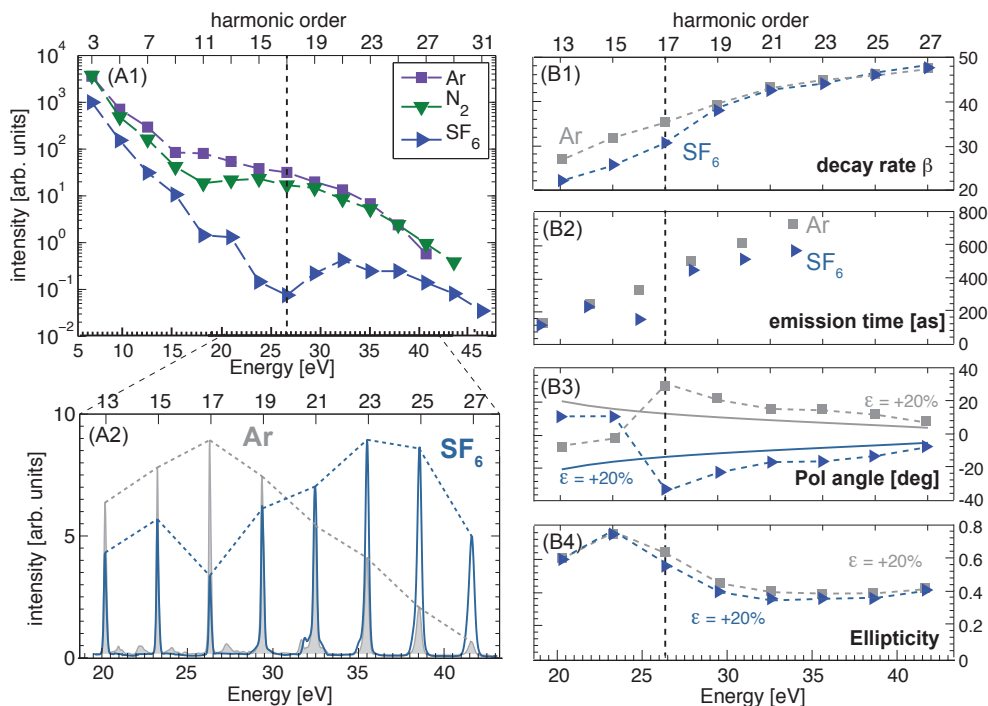 harmonic order
3 7 11 15 19 23 27 31
(A1)
Ar
N2
SF6
intensity [arb. units]
10^4
10^3
10^2
10^1
10^0
10^-1
10^-2
5 10 15 20 25 30 35 40 45
Energy [eV]
13 15 17 19 21 23 25 27
(A2)
Ar
SF6
intensity [arb. units]
10
5
0
20 25 30 35 40
Energy [eV]
harmonic order
13 15 17 19 21 23 25 27
(B1)
Ar
SF6
decay rate β
50
40
30
20
(B2)
Ar
SF6
emission time [as]
800
600
400
200
0
(B3)
ε = +20%
ε = +20%
Pol angle [deg]
20
0
-20
-40
(B4)
ε = +20%
ε = +20%
Ellipticity
0.8
0.6
0.4
0.2
0
20 25 30 35 40
Energy [eV]